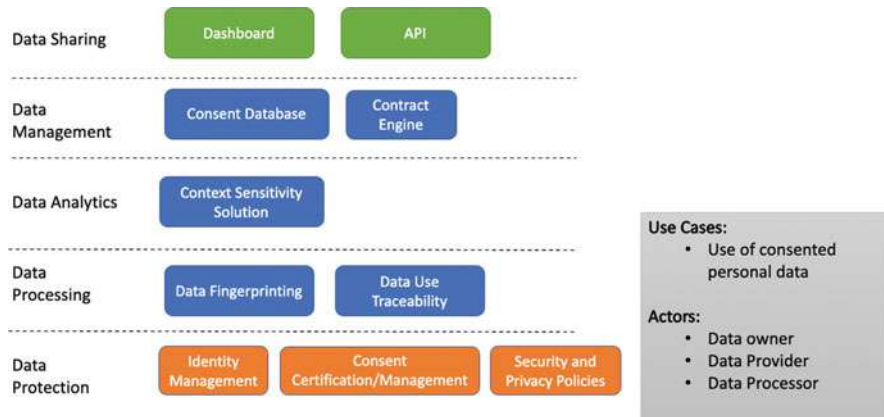 Data Sharing
Dashboard
API
Data
Management
Consent Database
Contract
Engine
Data Analytics
Context Sensitivity
Solution
Data
Processing
Data Fingerprinting
Data Use
Traceability
Data
Protection
Identity
Management
Consent
Certification/Management
Security and
Privacy Policies
Use Cases:
• Use of consented
personal data
Actors:
• Data owner
• Data Provider
• Data Processor